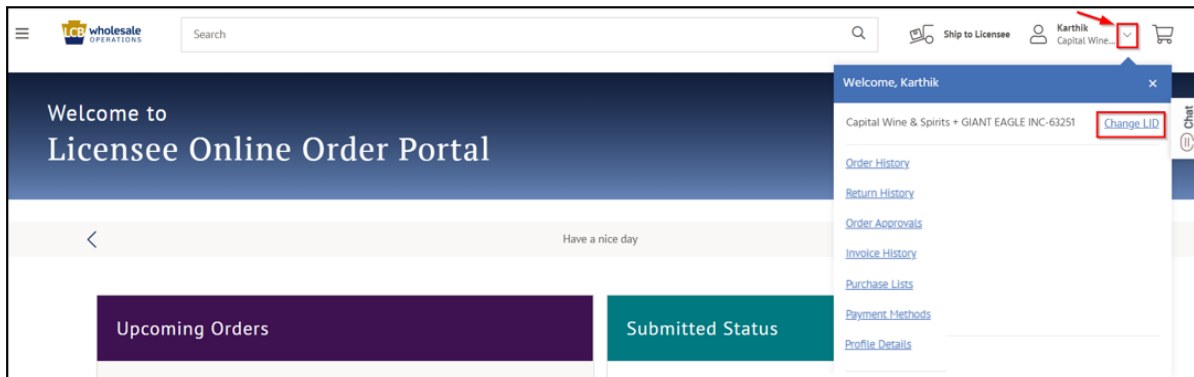 LCB wholesale
OPERATIONS
Search
Ship to Licensee
Karthik
Capital Wine...
Welcome, Karthik
Capital Wine & Spirits + GIANT EAGLE INC-63251
Change LID
Order History
Return History
Order Approvals
Invoice History
Purchase Lists
Payment Methods
Profile Details
Chat
Welcome to
Licensee Online Order Portal
Have a nice day
Upcoming Orders
Submitted Status